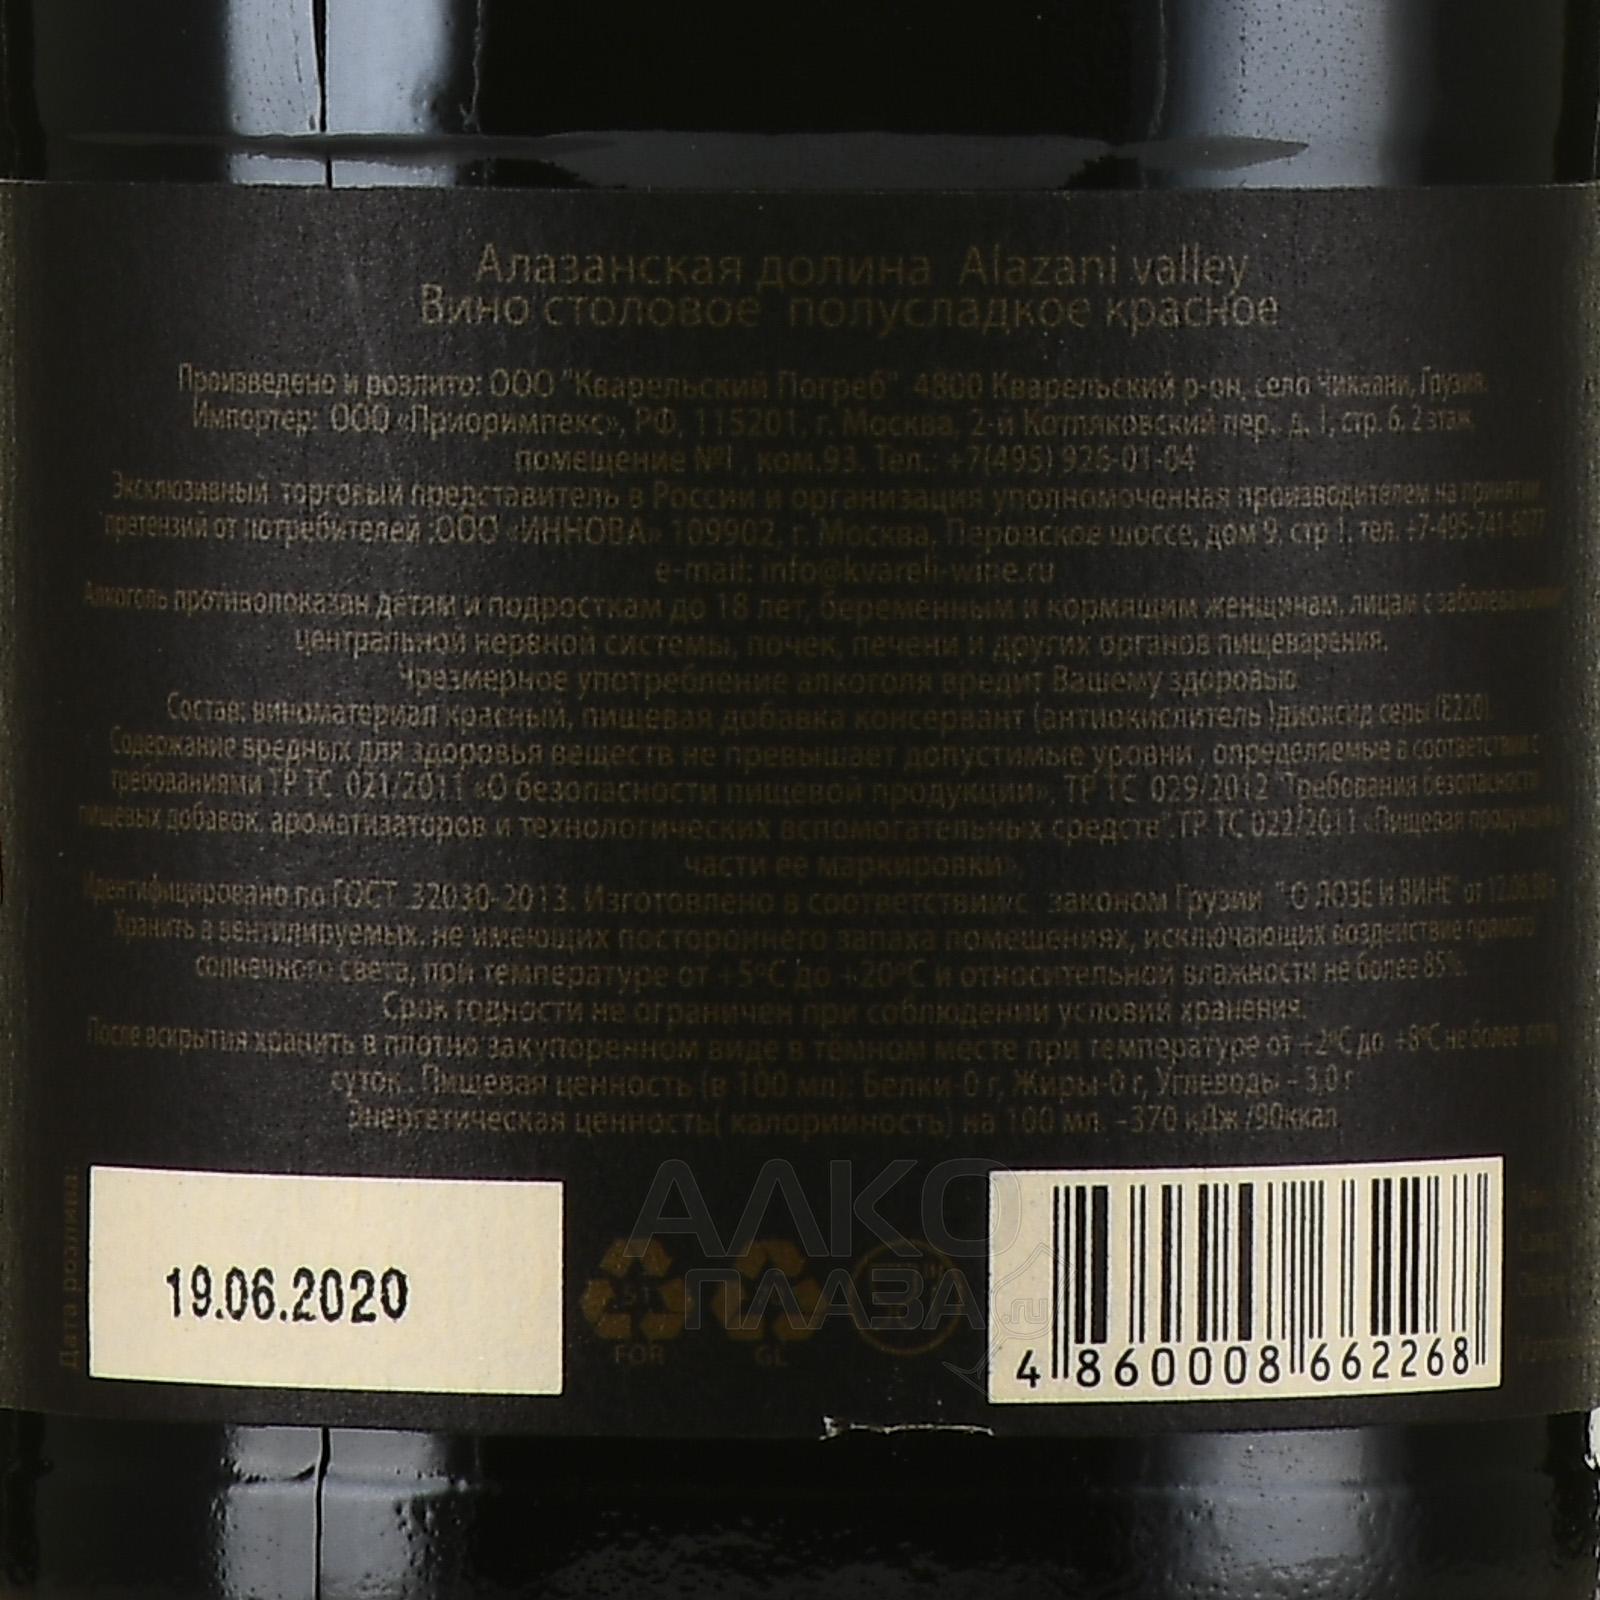 Алазанская долина Alazani valley
Вино столовое полусладкое красное
Произведено и розлито: ООО "Кварельский Погреб" 4800 Кварельский р-он, село Чикаани, Грузия.
Импортер: ООО «Приоримпекс», РФ, 115201, г. Москва, 2-й Котляковский пер., д. 1, стр. 6, 2 этаж,
помещение №1, ком.93. Тел.: +7(495) 926-01-04
Эксклюзивный торговый представитель в России и организация уполномоченная производителем на принятии
претензий от потребителей :ООО «ИННОВА» 109902, г. Москва, Перовское шоссе, дом 9, стр 1, тел. +7-495-741-6077
e-mail: info@kvareli-wine.ru
Алкоголь противопоказан детям и подросткам до 18 лет, беременным и кормящим женщинам, лицам с заболеваниями
центральной нервной системы, почек, печени и других органов пищеварения.
Чрезмерное употребление алкоголя вредит Вашему здоровью
Состав: виноматериал красный, пищевая добавка консервант (антиокислитель )диоксид серы (Е220).
Содержание вредных для здоровья веществ не превышает допустимые уровни , определяемые в соответствии с
требованиями ТР ТС 021/2011 «О безопасности пищевой продукции», ТР ТС 029/2012 "Требования безопасности
пищевых добавок, ароматизаторов и технологических вспомогательных средств", ТР ТС 022/2011 «Пищевая продукция в
части ее маркировки».
Идентифицировано по ГОСТ 32030-2013. Изготовлено в соответствиис законом Грузии " О ЛОЗЕ И ВИНЕ" от 12.06.98 г.
Хранить в вентилируемых, не имеющих постороннего запаха помещениях, исключающих воздействие прямого
солнечного света, при температуре от +5°С до +20°С и относительной влажности не более 85%.
Срок годности не ограничен при соблюдении условий хранения.
После вскрытия хранить в плотно закупоренном виде в тёмном месте при температуре от +2°С до +8°С не более пяти
суток. Пищевая ценность (в 100 мл): Белки-0 г, Жиры-0 г, Углеводы - 3,0 г
Энергетическая ценность( калорийность) на 100 мл. -370 кДж /90ккал
Дата розлива:
19.06.2020
51
FOR
GL
АЛКО
ПЛАЗА.ru
4 860008 662268